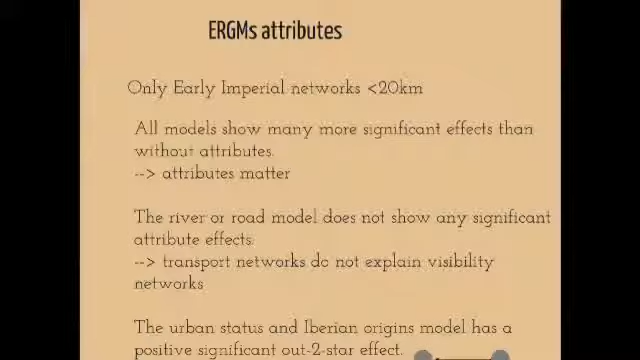 ERGMs attributes
Only Early Imperial networks <20km
All models show many more significant effects than
without attributes.
--> attributes matter
The river or road model does not show any significant
attribute effects.
--> transport networks do not explain visibility
networks
The urban status and Iberian origins model has a
positive significant out-2-star effect.